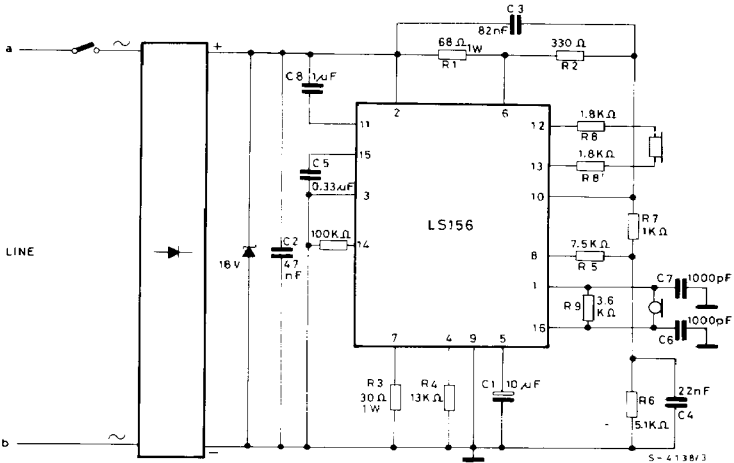 C3
82nF
a
~
+
68Ω
1W
R1
330Ω
R2
C8
1µF
2
6
11
12
1.8KΩ
R8
15
13
1.8KΩ
R8'
C5
0.33µF
3
10
LS156
R7
1KΩ
100KΩ
14
LINE
18V
C2
47
nF
8
7.5KΩ
R5
1
C7
1000pF
R9
3.6
KΩ
16
1000pF
C6
7
4
9
5
R3
30Ω
1W
R4
13KΩ
C1
10µF
R6
5.1KΩ
22nF
C4
b
~
−
S-4138/3